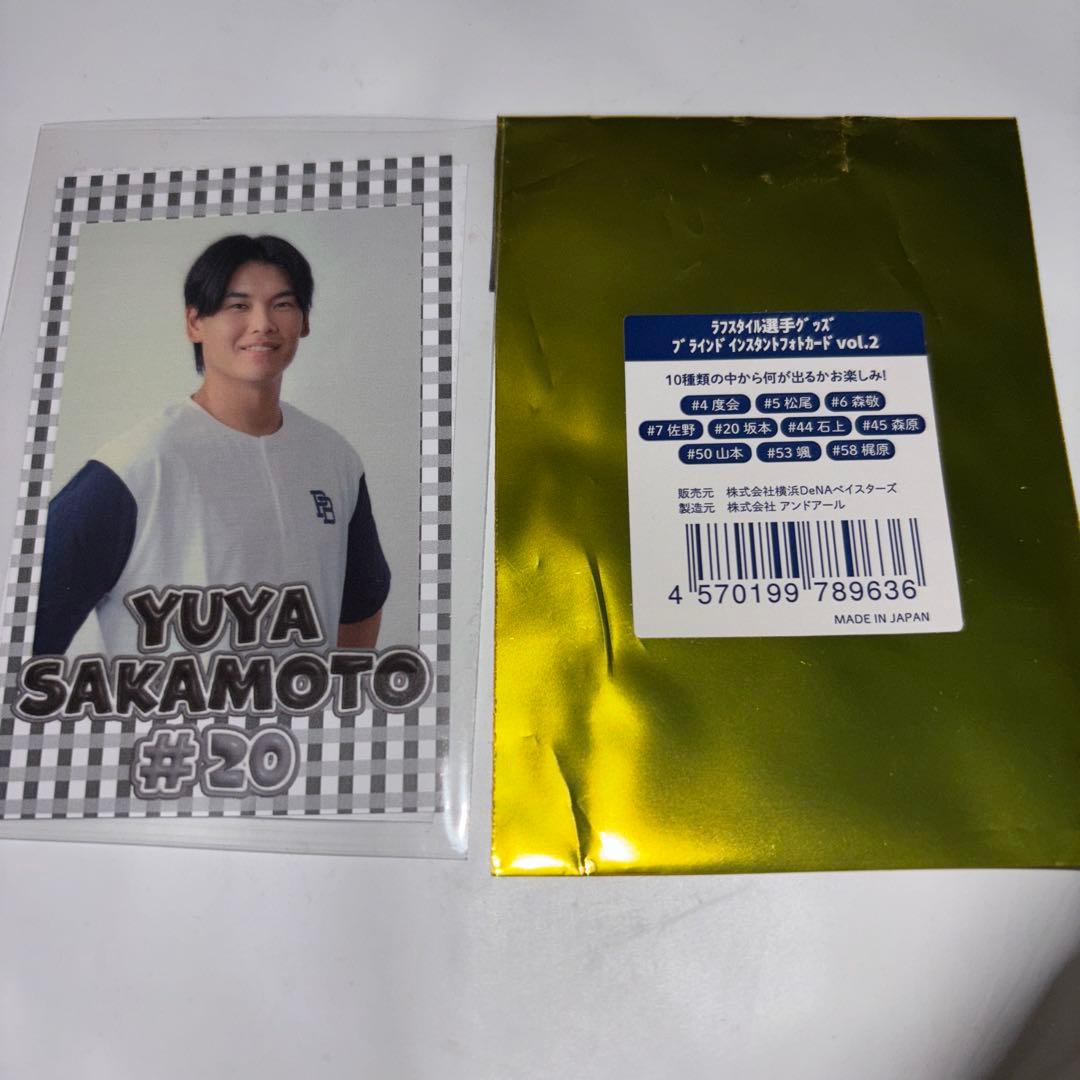 YUYA
SAKAMOTO
#20
ラフスタイル選手グッズ
ブラインドインスタントフォトカード vol.2
10種類の中から何が出るかお楽しみ!
#4 度会 #5 松尾 #6 森敬
#7 佐野 #20 坂本 #44 石上 #45 森原
#50 山本 #53 颯 #58 梶原
販売元 株式会社横浜DeNAベイスターズ
製造元 株式会社 アンドアール
4 570199 789636
MADE IN JAPAN